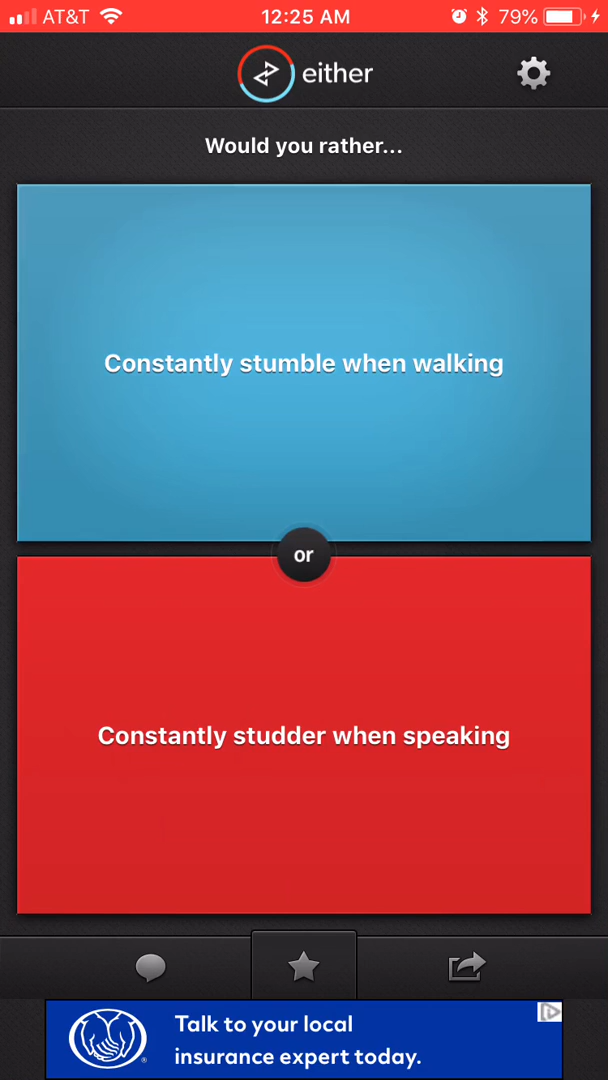 AT&T 12:25 AM 79%
either
Would you rather...
Constantly stumble when walking
or
Constantly studder when speaking
Talk to your local
insurance expert today.